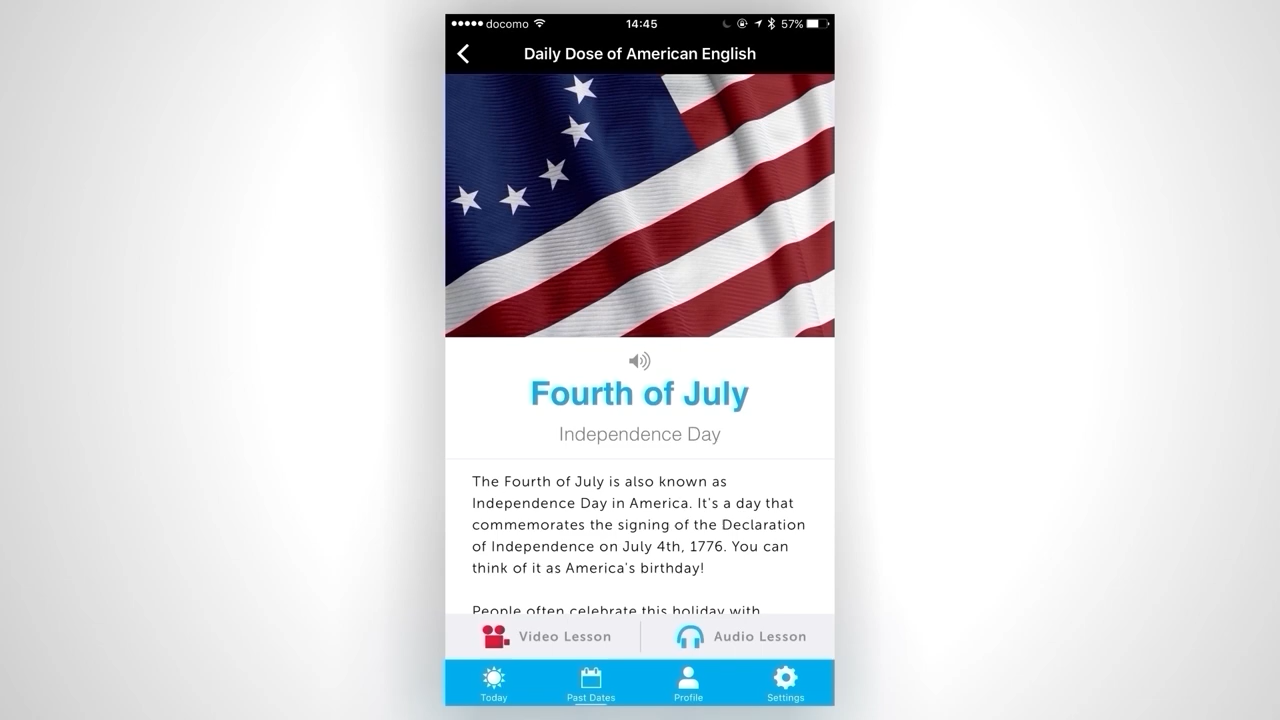 docomo 14:45 57%
Daily Dose of American English
Fourth of July
Independence Day
The Fourth of July is also known as
Independence Day in America. It's a day that
commemorates the signing of the Declaration
of Independence on July 4th, 1776. You can
think of it as America's birthday!
People often celebrate this holiday with
Video Lesson Audio Lesson
Today Past Dates Profile Settings